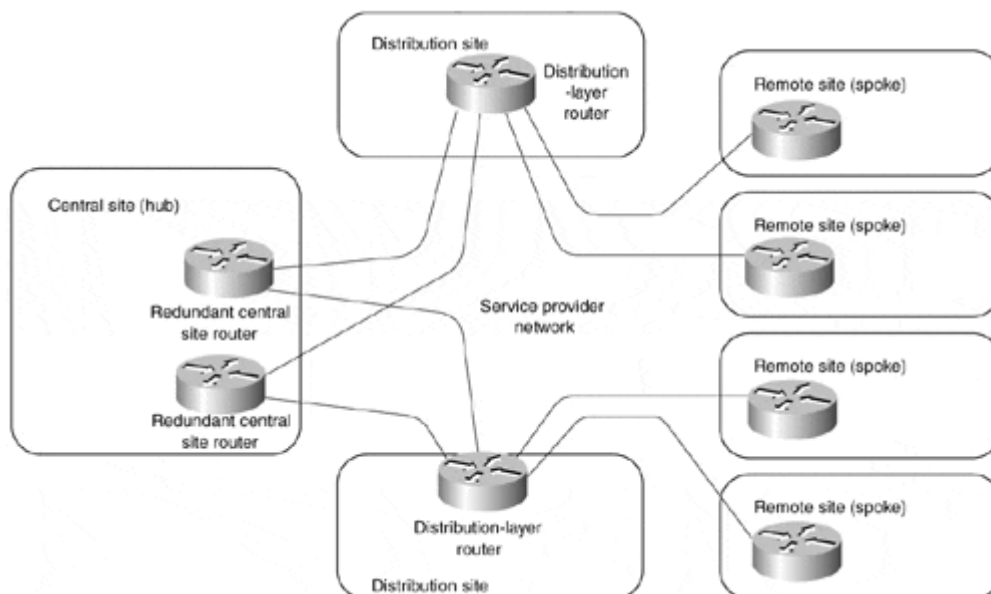 Distribution site
Distribution
-layer
router
Remote site (spoke)
Remote site (spoke)
Central site (hub)
Redundant central
site router
Service provider
network
Redundant central
site router
Remote site (spoke)
Remote site (spoke)
Distribution-layer
router
Distribution site